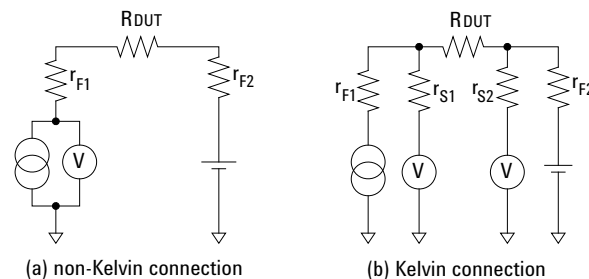 RDUT
rF1
rF2
V
(a) non-Kelvin connection
RDUT
rF1
rS1
rS2
rF2
V
V
(b) Kelvin connection